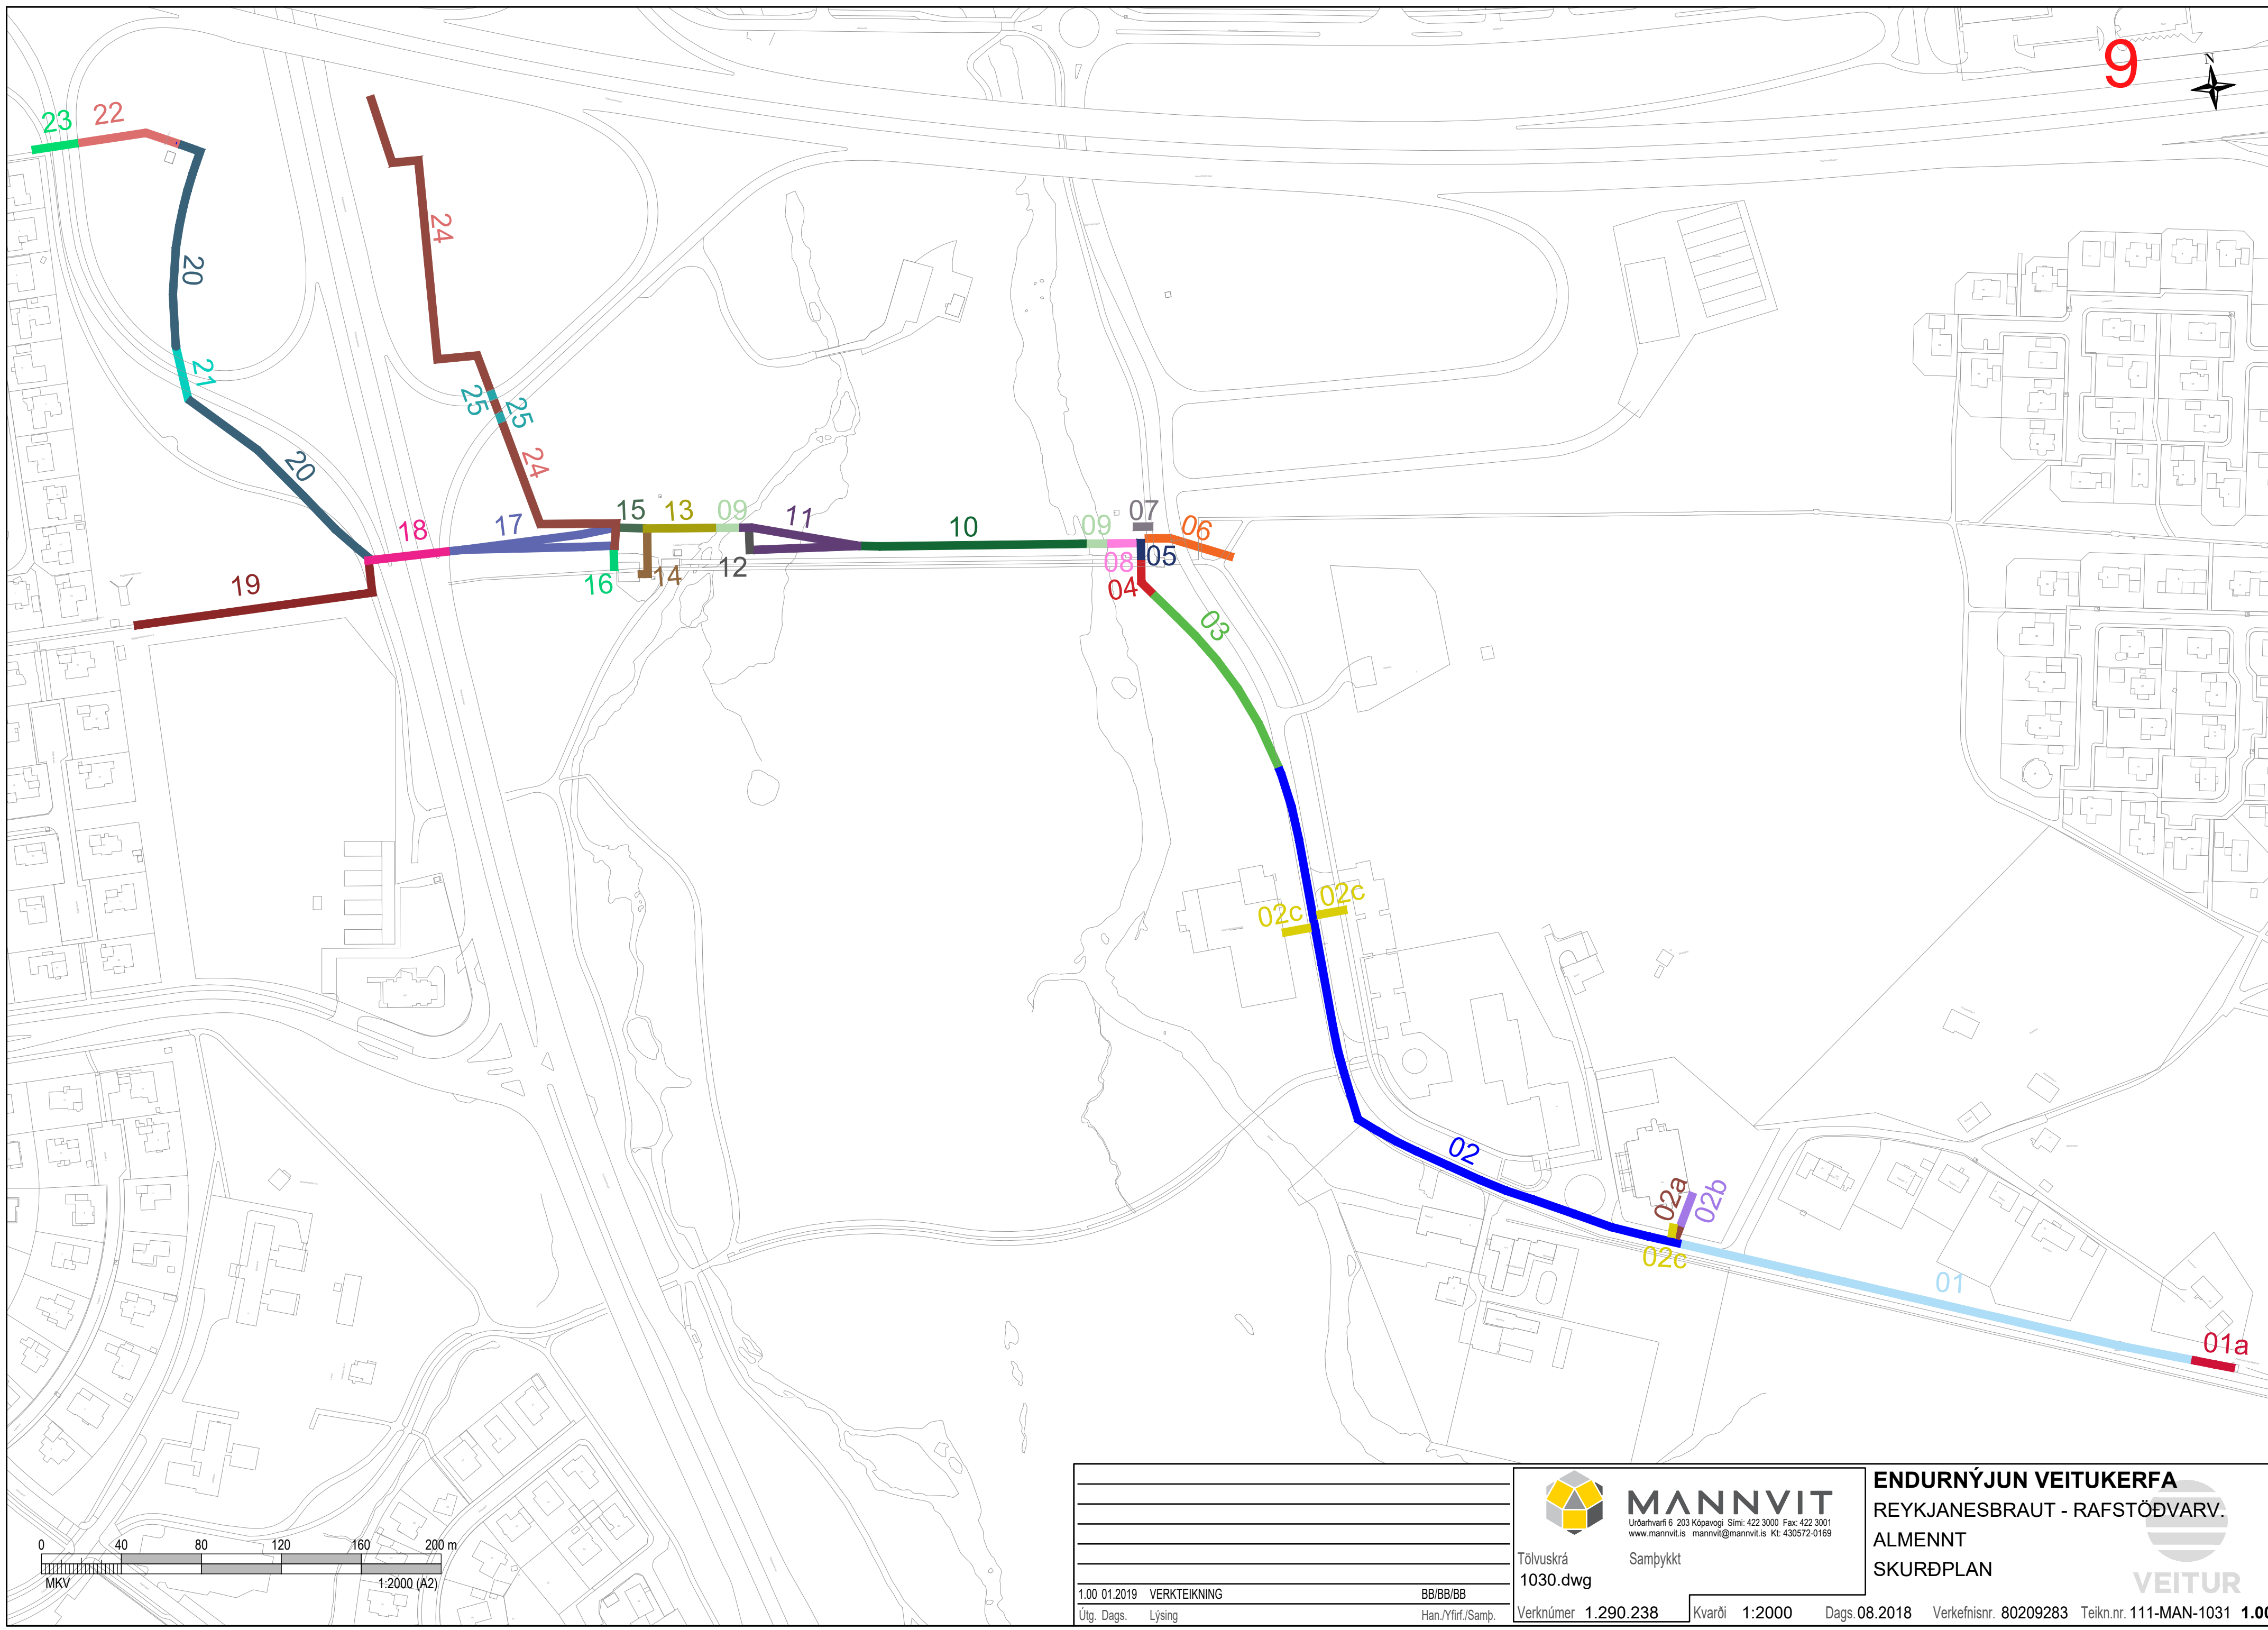 9
N
23
22
24
20
21
25
25
20
24
15
13
09
11
10
09
07
06
18
17
05
08
12
14
16
04
19
03
02c
02c
02
02a
02b
02c
01
01a
0 40 80 120 160 200 m
MKV 1:2000 (A2)
1.00 01.2019 VERKTEIKNING BB/BB/BB
Útg. Dags. Lýsing Han./Yfirf./Samþ.
MANNVIT
Urðarhvarfi 6 203 Kópavogi Sími: 422 3000 Fax: 422 3001
www.mannvit.is mannvit@mannvit.is Kt: 430572-0169
Tölvuskrá Samþykkt
1030.dwg
Verknúmer 1.290.238
ENDURNÝJUN VEITUKERFA
REYKJANESBRAUT - RAFSTÖÐVARV.
ALMENNT
SKURÐPLAN
VEITUR
Kvarði 1:2000 Dags. 08.2018 Verkefnisnr. 80209283 Teikn.nr. 111-MAN-1031 1.00